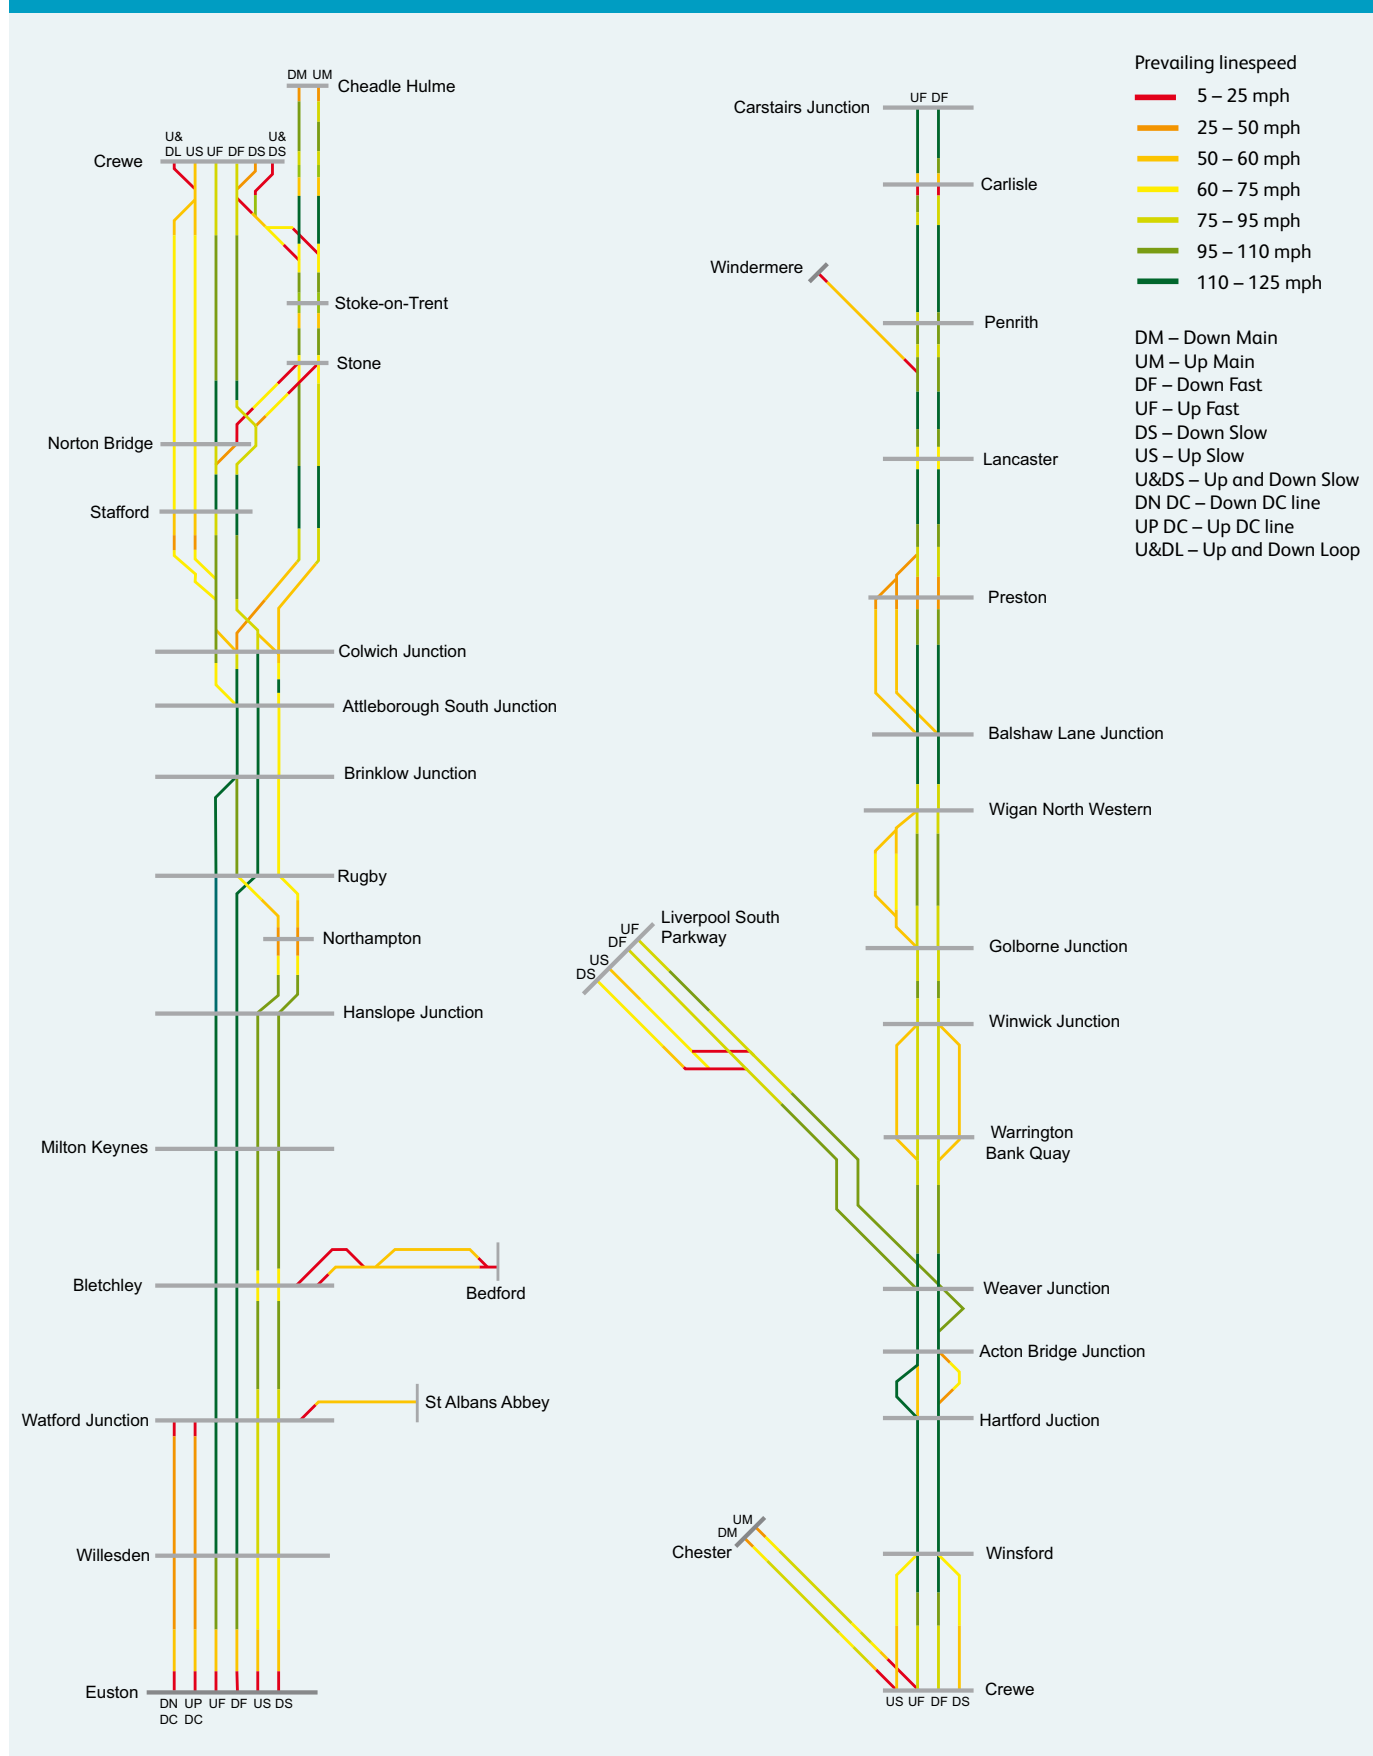 DM UM
Cheadle Hulme
U&
DL US UF DF DS
U&
DS
Crewe
Stoke-on-Trent
Stone
Norton Bridge
Stafford
Colwich Junction
Attleborough South Junction
Brinklow Junction
Rugby
Northampton
Hanslope Junction
Milton Keynes
Bletchley
Bedford
St Albans Abbey
Watford Junction
Willesden
Euston
DN
DC
UP
DC
UF DF US DS
UF DF
Carstairs Junction
Carlisle
Windermere
Penrith
Lancaster
Preston
Balshaw Lane Junction
Wigan North Western
Liverpool South
Parkway
UF
DF
US
DS
Golborne Junction
Winwick Junction
Warrington
Bank Quay
Weaver Junction
Acton Bridge Junction
Hartford Juction
UM
DM
Chester
Winsford
Crewe
US UF DF DS
Prevailing linespeed
5 – 25 mph
25 – 50 mph
50 – 60 mph
60 – 75 mph
75 – 95 mph
95 – 110 mph
110 – 125 mph
DM – Down Main
UM – Up Main
DF – Down Fast
UF – Up Fast
DS – Down Slow
US – Up Slow
U&DS – Up and Down Slow
DN DC – Down DC line
UP DC – Up DC line
U&DL – Up and Down Loop